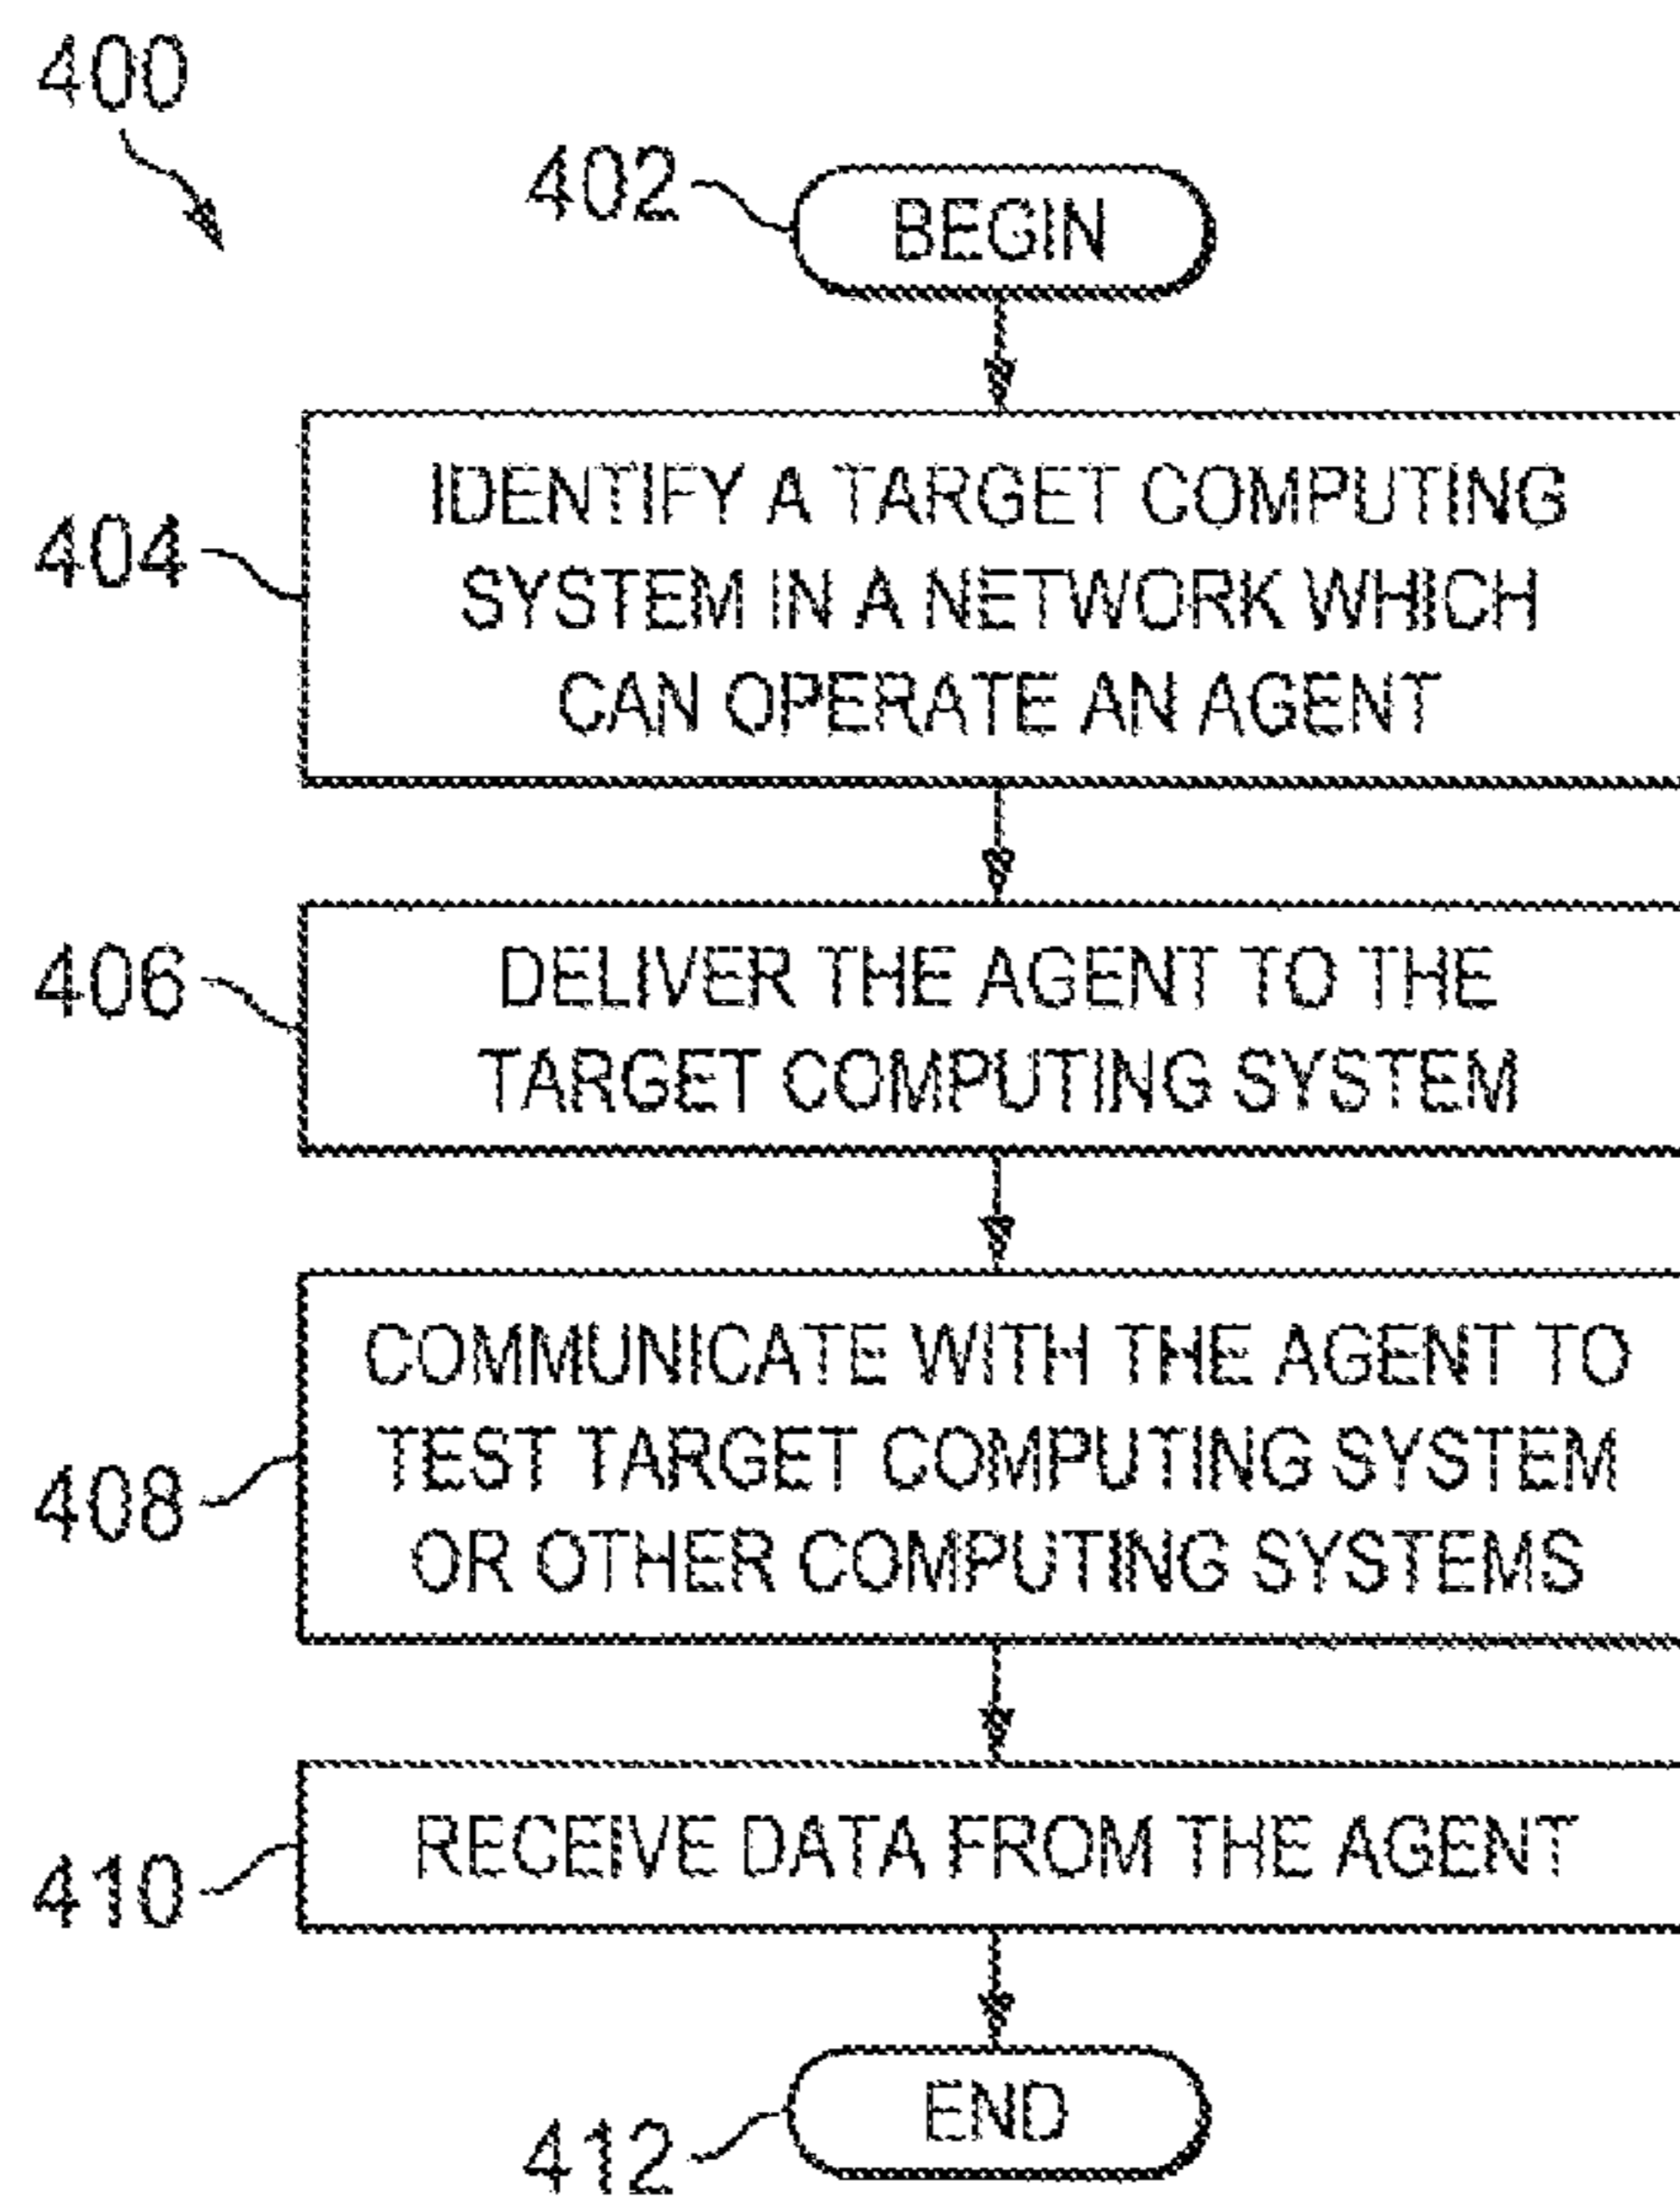 400
402
BEGIN
404
IDENTIFY A TARGET COMPUTING
SYSTEM IN A NETWORK WHICH
CAN OPERATE AN AGENT
406
DELIVER THE AGENT TO THE
TARGET COMPUTING SYSTEM
408
COMMUNICATE WITH THE AGENT TO
TEST TARGET COMPUTING SYSTEM
OR OTHER COMPUTING SYSTEMS
410
RECEIVE DATA FROM THE AGENT
412
END